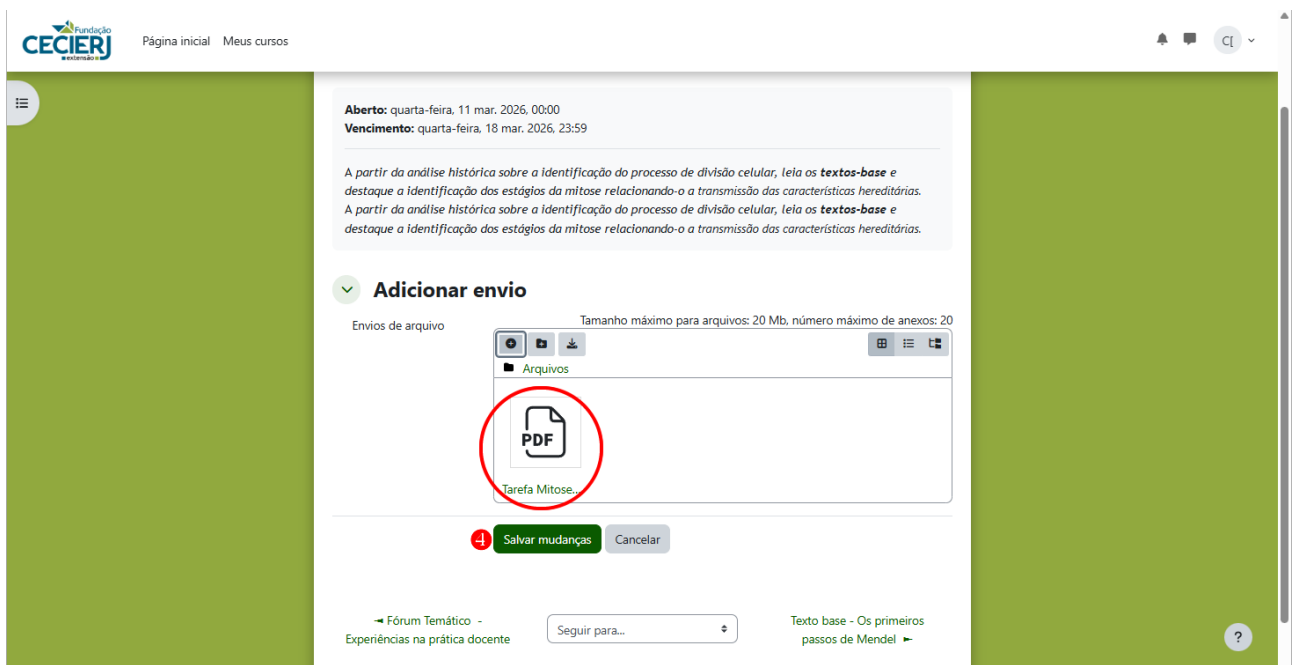 Fundação
CECIERJ
extensão
Página inicial Meus cursos
C[
Aberto: quarta-feira, 11 mar. 2026, 00:00
Vencimento: quarta-feira, 18 mar. 2026, 23:59
A partir da análise histórica sobre a identificação do processo de divisão celular, leia os textos-base e
destaque a identificação dos estágios da mitose relacionando-o a transmissão das características hereditárias.
A partir da análise histórica sobre a identificação do processo de divisão celular, leia os textos-base e
destaque a identificação dos estágios da mitose relacionando-o a transmissão das características hereditárias.
Adicionar envio
Envios de arquivo
Tamanho máximo para arquivos: 20 Mb, número máximo de anexos: 20
Arquivos
PDF
Tarefa Mitose...
4 Salvar mudanças Cancelar
◄ Fórum Temático -
Experiências na prática docente
Seguir para...
Texto base - Os primeiros
passos de Mendel ►
?